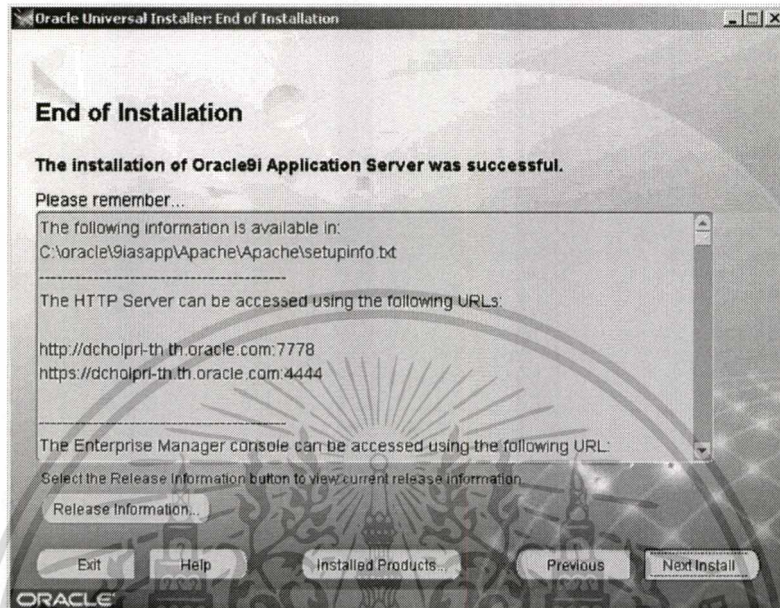 Oracle Universal Installer: End of Installation
End of Installation
The installation of Oracle9i Application Server was successful.
Please remember...
The following information is available in:
C:\oracle\9iasapp\Apache\Apache\setupinfo.txt
---------------------------------------
The HTTP Server can be accessed using the following URLs:
http://dcholpri-th.th.oracle.com:7778
https://dcholpri-th.th.oracle.com:4444
---------------------------------------
The Enterprise Manager console can be accessed using the following URL:
Select the Release Information button to view current release information
Release Information...
Exit Help Installed Products... Previous Next Install
ORACLE